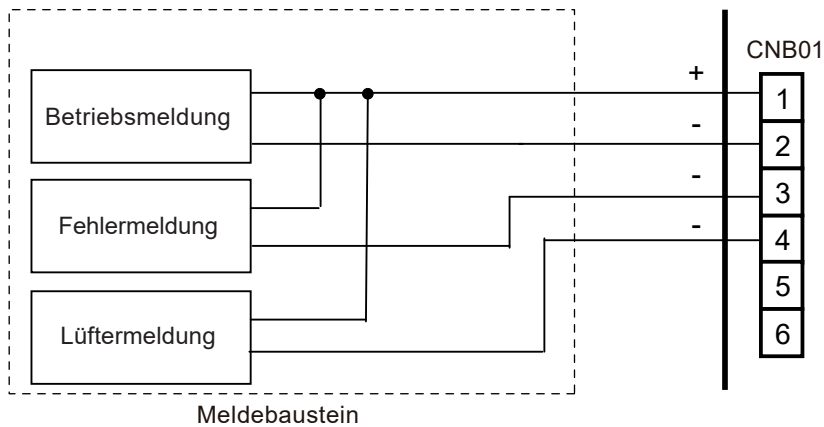 CNB01
+
1
Betriebsmeldung
-
2
-
3
Fehlermeldung
-
4
5
Lüftermeldung
6
Meldebaustein